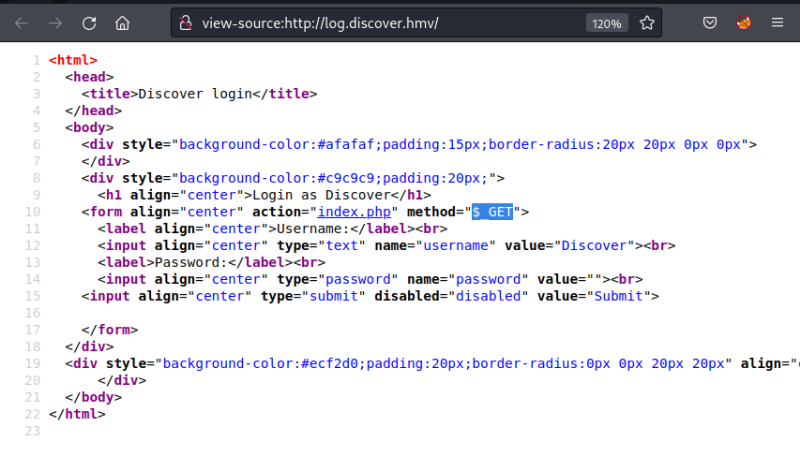 view-source:http://log.discover.hmv/ 120%
1 <html>
2 <head>
3 <title>Discover login</title>
4 </head>
5 <body>
6 <div style="background-color:#afafaf;padding:15px;border-radius:20px 20px 0px 0px">
7 </div>
8 <div style="background-color:#c9c9c9;padding:20px;">
9 <h1 align="center">Login as Discover</h1>
10 <form align="center" action="index.php" method="$_GET">
11 <label align="center">Username:</label><br>
12 <input align="center" type="text" name="username" value="Discover"><br>
13 <label>Password:</label><br>
14 <input align="center" type="password" name="password" value=""><br>
15 <input align="center" type="submit" disabled="disabled" value="Submit">
16
17 </form>
18 </div>
19 <div style="background-color:#ecf2d0;padding:20px;border-radius:0px 0px 20px 20px" align="
20 </div>
21 </body>
22 </html>
23